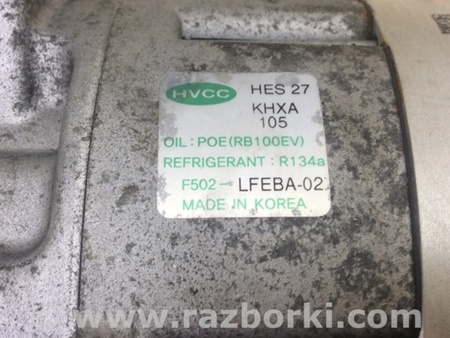 HVCC HES 27
KHXA
105
OIL: POE(RB100EV)
REFRIGERANT : R134a
F502- LFEBA-02
MADE IN KOREA
www.razborki.com